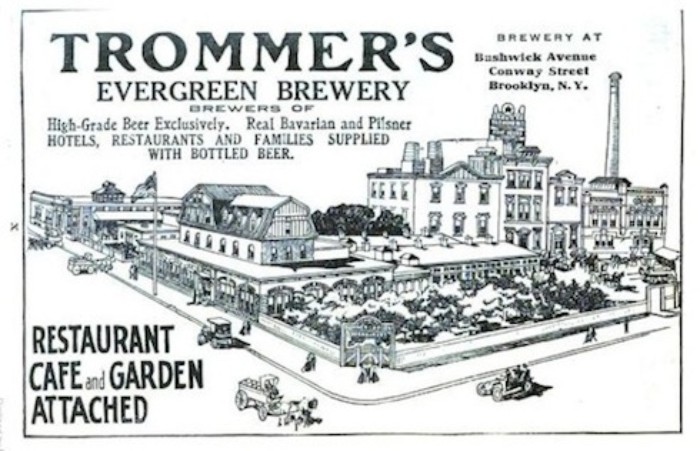 TROMMER'S
EVERGREEN BREWERY
BREWERS OF
High-Grade Beer Exclusively. Real Bavarian and Pilsner
HOTELS, RESTAURANTS AND FAMILIES SUPPLIED
WITH BOTTLED BEER.
BREWERY AT
Bushwick Avenue
Conway Street
Brooklyn, N.Y.
RESTAURANT
CAFE and GARDEN
ATTACHED